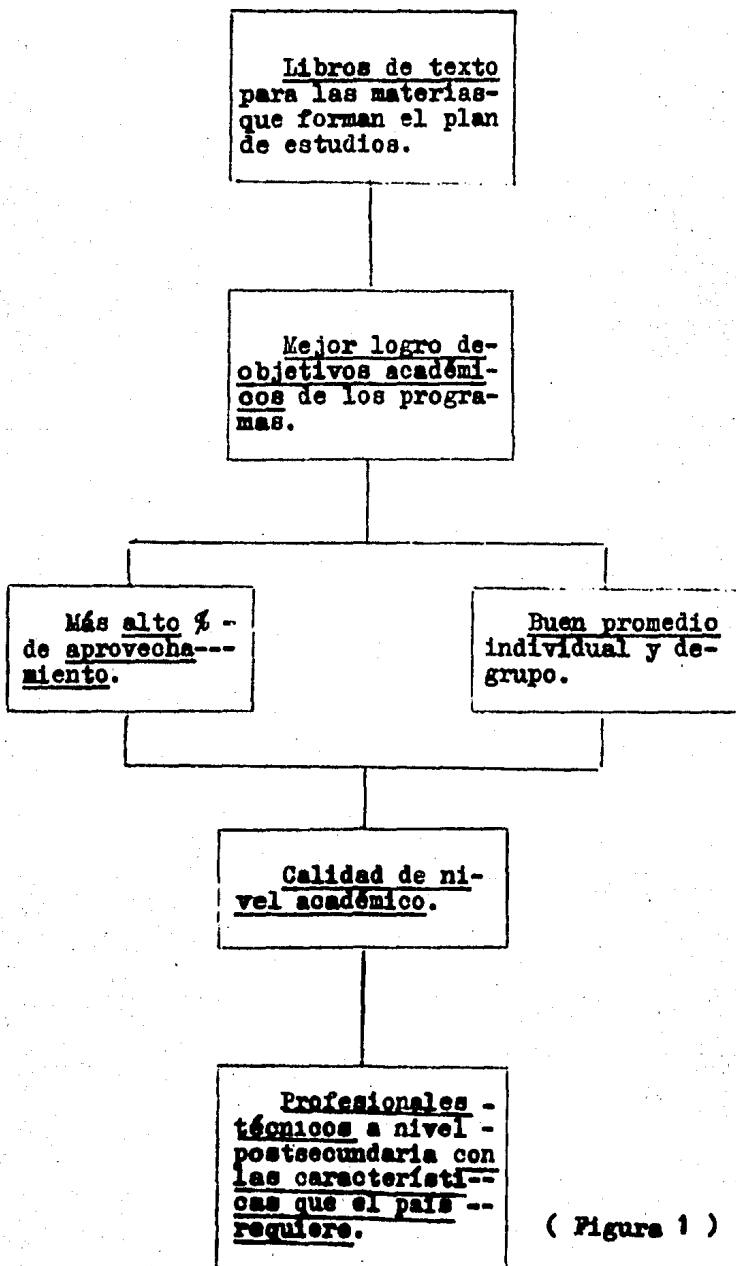 Libros de texto
para las materias-
que forman el plan
de estudios.
Mejor logro de-
objetivos académi-
cos de los progra-
mas.
Más alto % -
de aprovecha---
miento.
Buen promedio
individual y de-
grupo.
Calidad de ni-
vel académico.
Profesionales -
técnicos a nivel -
postsecundaria con
las característi--
cas que el país --
requiere.
( Figura 1 )